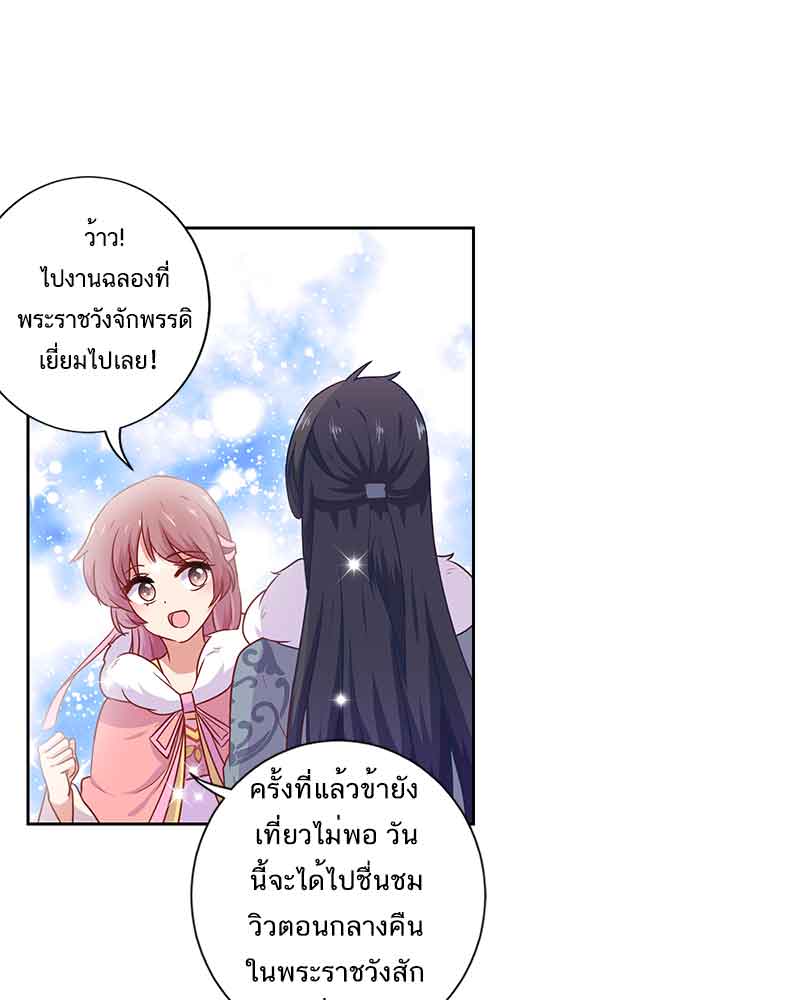 ว้าว!
ไปงานฉลองที่
พระราชวังจักพรรดิ
เยี่ยมไปเลย!
ครั้งที่แล้วข้ายัง
เที่ยวไม่พอ วัน
นี้จะได้ไปชื่นชม
วิวตอนกลางคืน
ในพระราชวังสัก